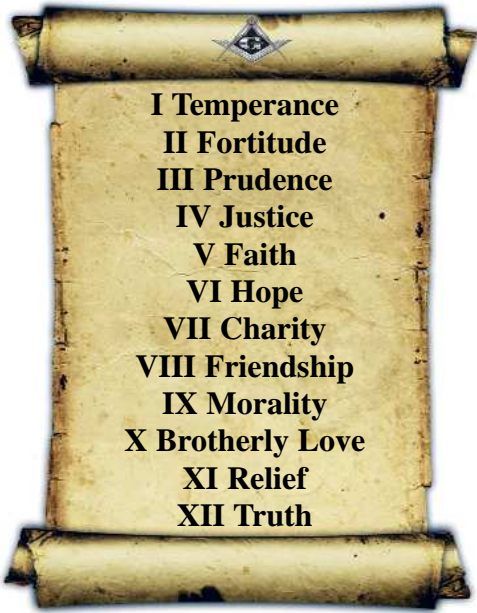 G
I Temperance
II Fortitude
III Prudence
IV Justice
V Faith
VI Hope
VII Charity
VIII Friendship
IX Morality
X Brotherly Love
XI Relief
XII Truth